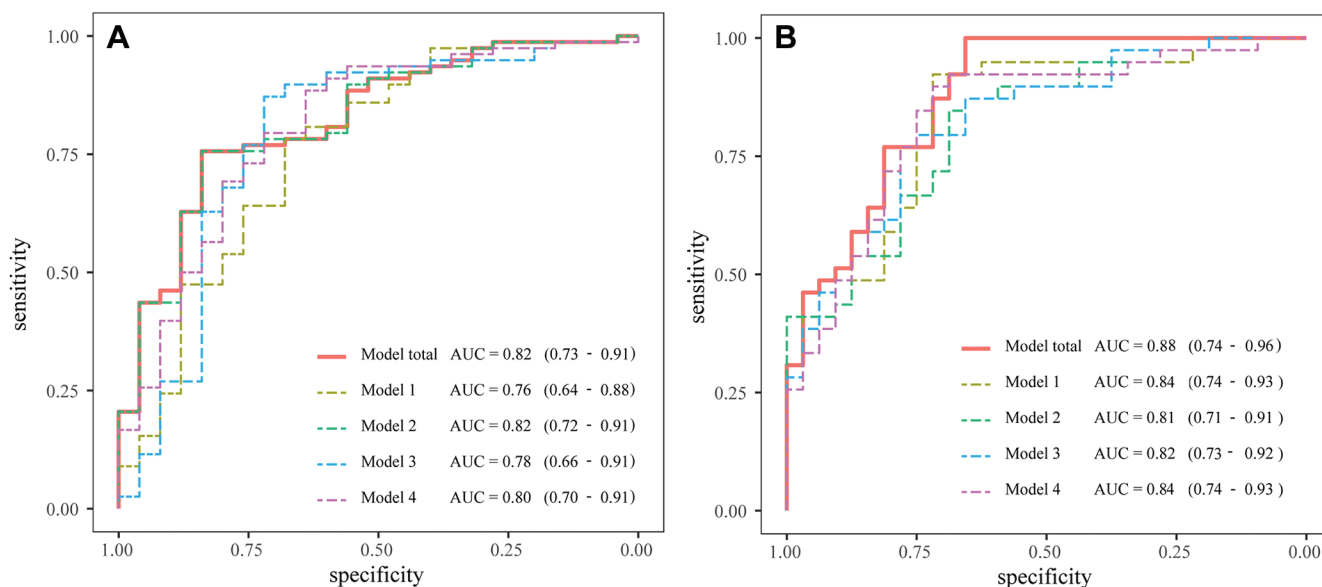 A
sensitivity
1.00
0.75
0.50
0.25
0.00
Model total AUC = 0.82 (0.73 - 0.91)
Model 1 AUC = 0.76 (0.64 - 0.88)
Model 2 AUC = 0.82 (0.72 - 0.91)
Model 3 AUC = 0.78 (0.66 - 0.91)
Model 4 AUC = 0.80 (0.70 - 0.91)
1.00 0.75 0.50 0.25 0.00
specificity
B
sensitivity
1.00
0.75
0.50
0.25
0.00
Model total AUC = 0.88 (0.74 - 0.96)
Model 1 AUC = 0.84 (0.74 - 0.93)
Model 2 AUC = 0.81 (0.71 - 0.91)
Model 3 AUC = 0.82 (0.73 - 0.92)
Model 4 AUC = 0.84 (0.74 - 0.93)
1.00 0.75 0.50 0.25 0.00
specificity